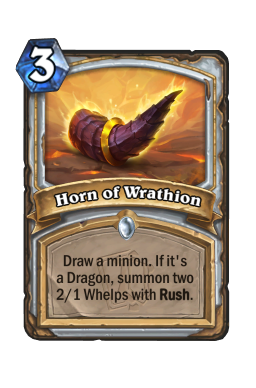 3
Horn of Wrathion
Draw a minion. If it's
a Dragon, summon two
2/1 Whelps with Rush.